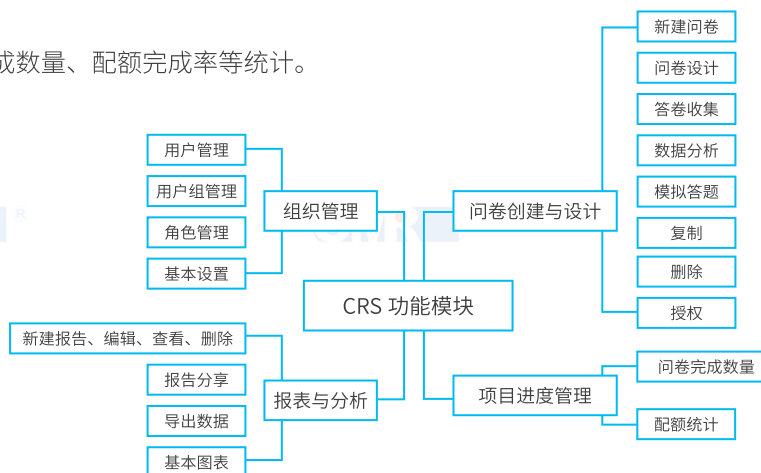 成数量、配额完成率等统计。
用户管理
用户组管理
角色管理
基本设置
组织管理
新建报告、编辑、查看、删除
报告分享
导出数据
基本图表
报表与分析
CRS 功能模块
问卷创建与设计
新建问卷
问卷设计
答卷收集
数据分析
模拟答题
复制
删除
授权
项目进度管理
问卷完成数量
配额统计